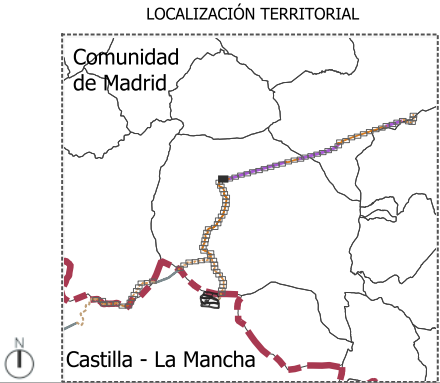 LOCALIZACIÓN TERRITORIAL
Comunidad
de Madrid
Castilla - La Mancha
N